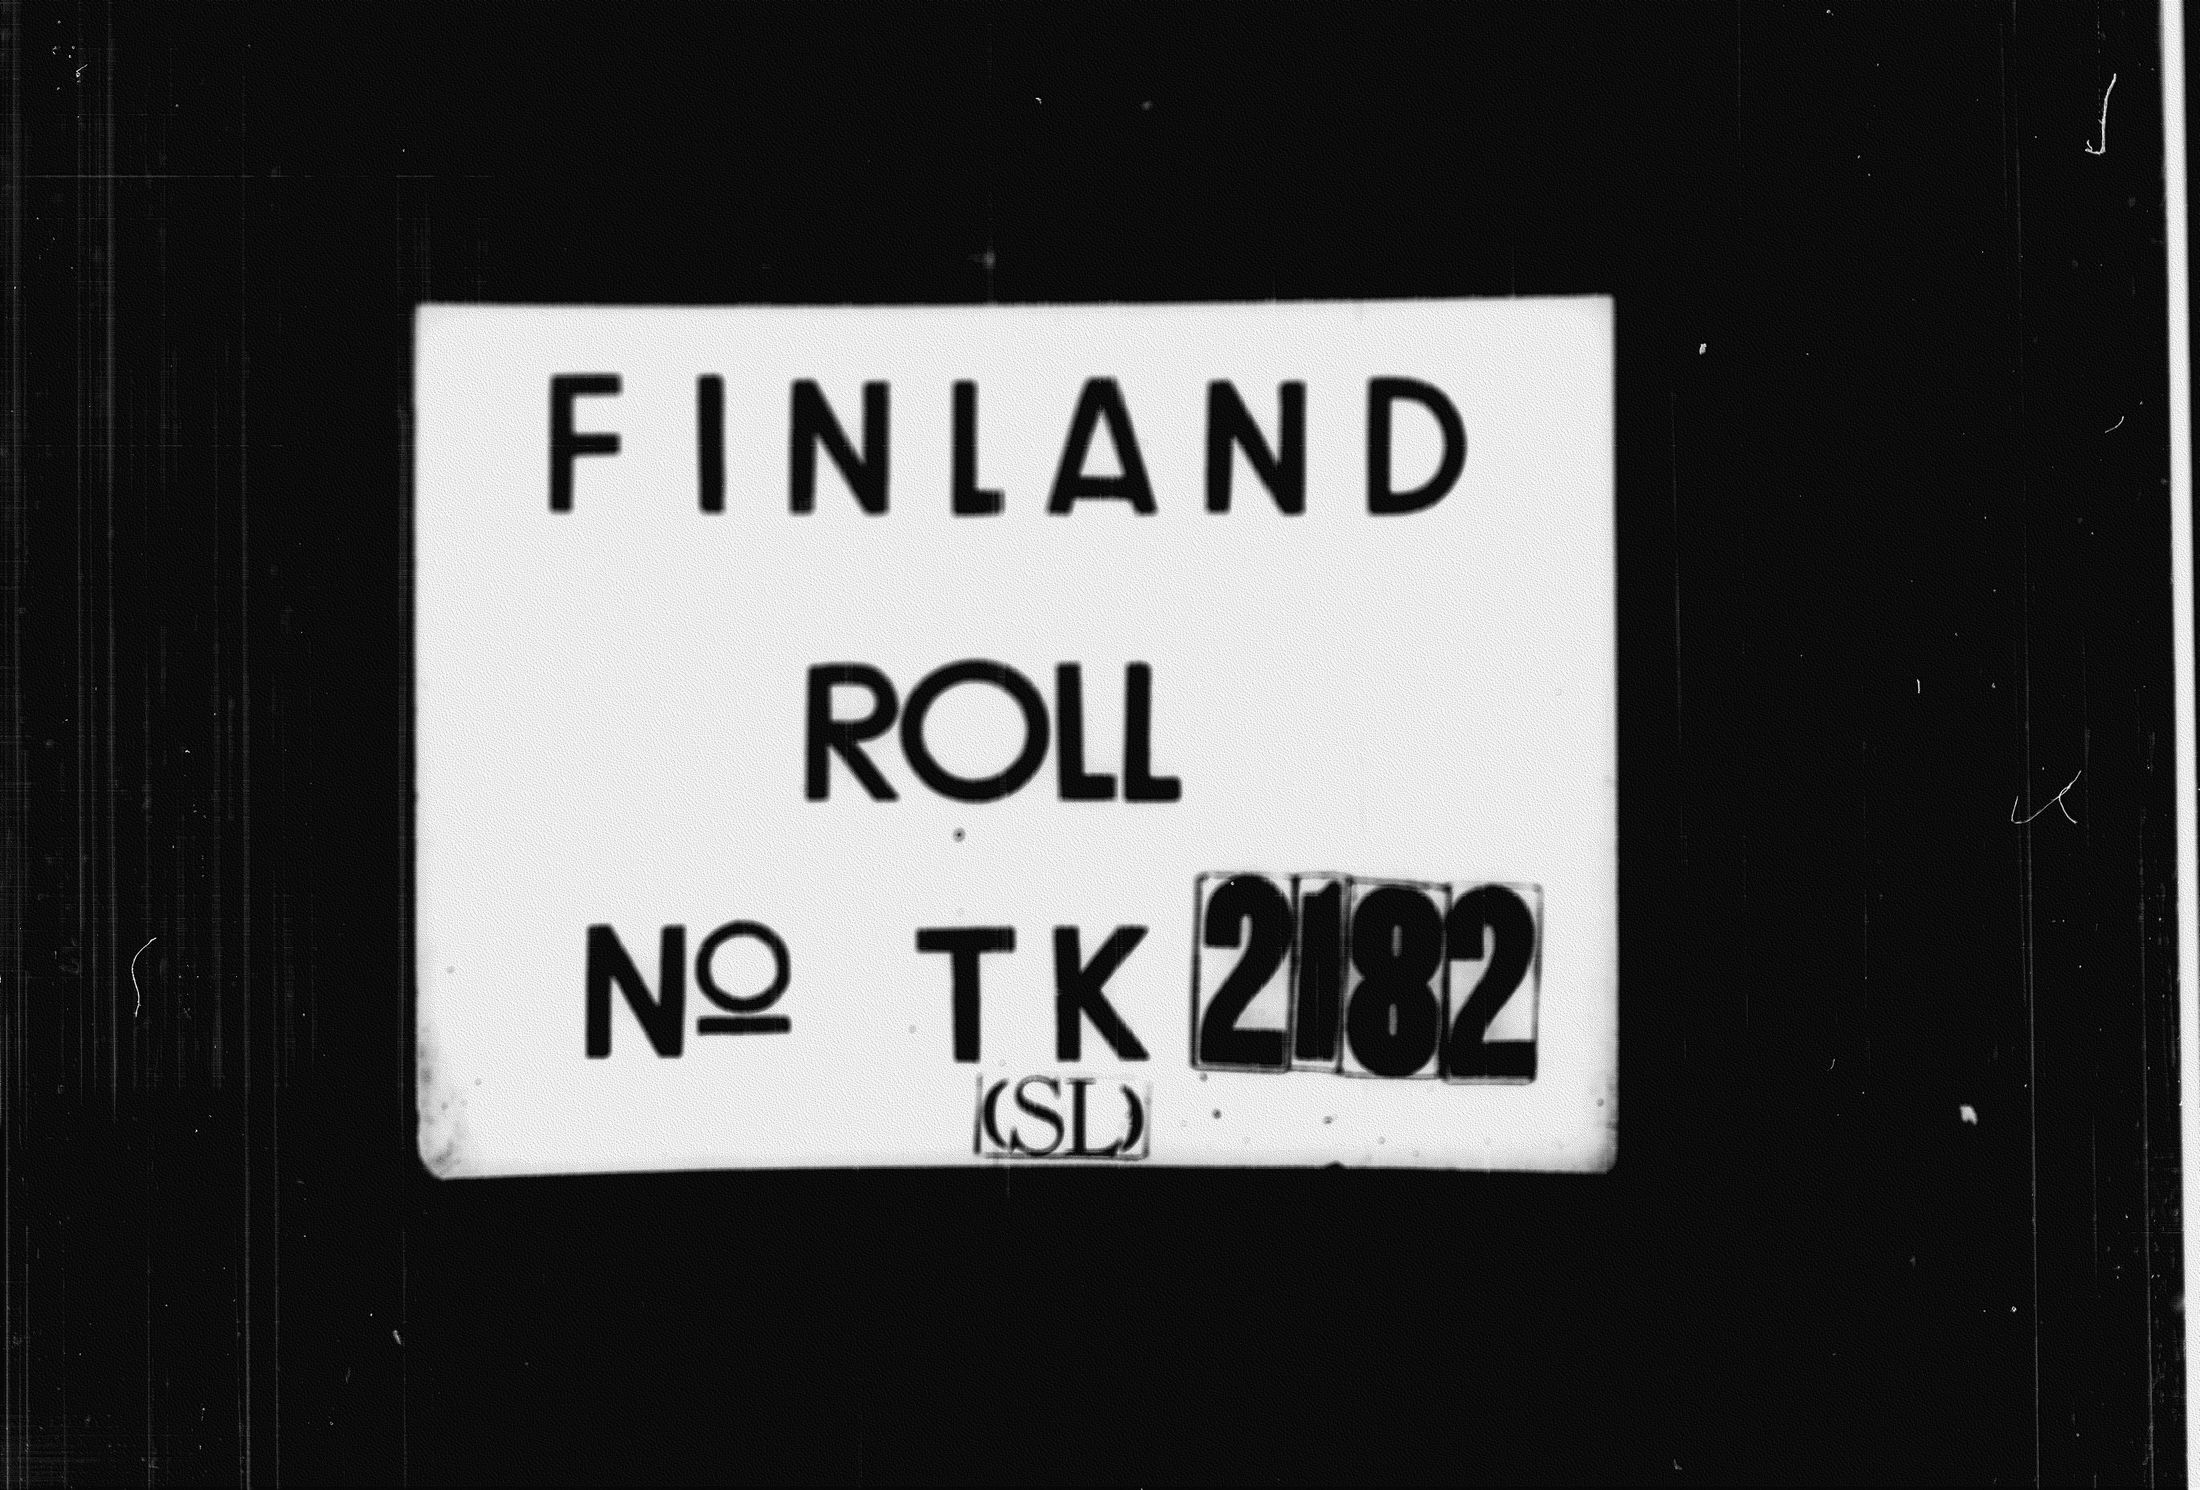 FINLAND
ROLL
Nº TK 2182
(SL)